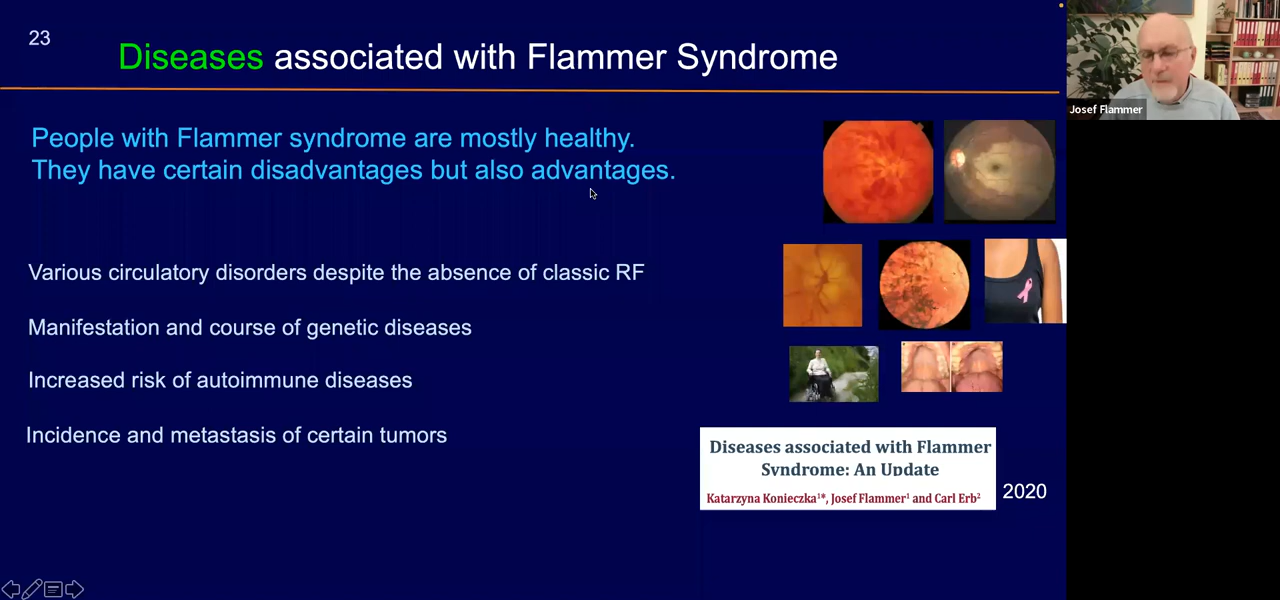 23
Diseases associated with Flammer Syndrome
Josef Flammer
People with Flammer syndrome are mostly healthy.
They have certain disadvantages but also advantages.
Various circulatory disorders despite the absence of classic RF
Manifestation and course of genetic diseases
Increased risk of autoimmune diseases
Incidence and metastasis of certain tumors
Diseases associated with Flammer
Syndrome: An Update
Katarzyna Konieczka¹*, Josef Flammer¹ and Carl Erb²
2020